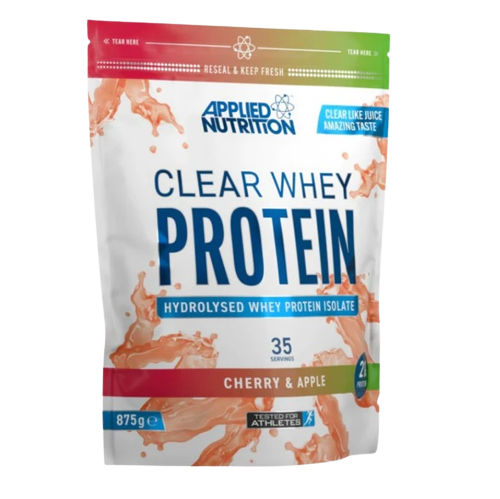 TEAR HERE
TEAR HERE
RESEAL & KEEP FRESH
APPLIED
NUTRITION
CLEAR LIKE JUICE
AMAZING TASTE
CLEAR WHEY
PROTEIN
HYDROLYSED WHEY PROTEIN ISOLATE
35
SERVINGS
CHERRY & APPLE
PROTEIN
875g e
TESTED FOR
ATHLETES